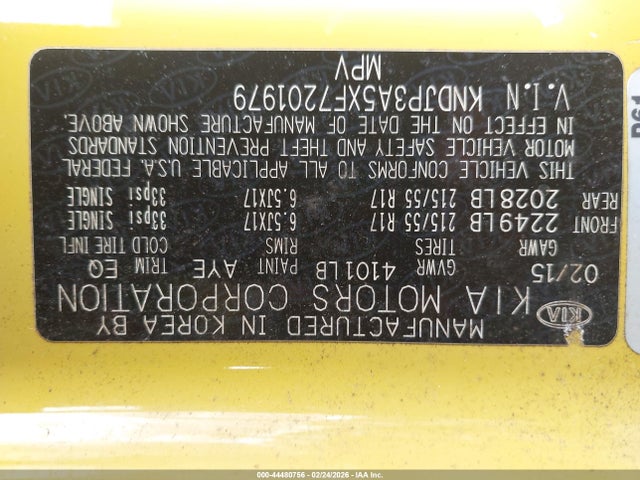 MANUFACTURED IN KOREA BY
KIA KIA MOTORS CORPORATION
02/15 GVWR 4101LB PAINT AYE TRIM EQ
GAWR TIRES RIMS COLD TIRE INFL
FRONT 2249LB 215/55 R17 6.5JX17 33psi SINGLE
REAR 2028LB 215/55 R17 6.5JX17 33psi SINGLE
THIS VEHICLE CONFORMS TO ALL APPLICABLE U.S.A. FEDERAL
MOTOR VEHICLE SAFETY AND THEFT PREVENTION STANDARDS
IN EFFECT ON THE DATE OF MANUFACTURE SHOWN ABOVE.
V.I.N KNDJP3A5XF7201979
MPV
000-44480756 - 02/24/2026 - Copyright © IAA, Inc.